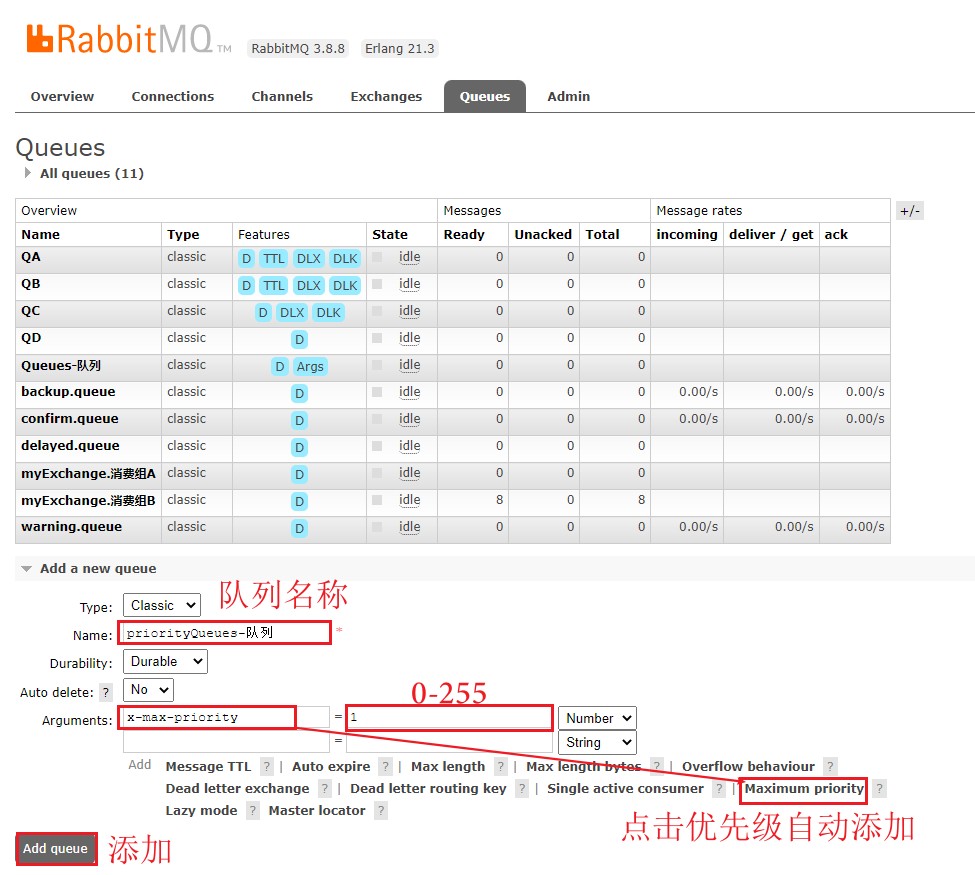 RabbitMQ TM RabbitMQ 3.8.8 Erlang 21.3
Overview Connections Channels Exchanges Queues Admin
Queues
All queues (11)
Overview Messages Message rates +/-
Name Type Features State Ready Unacked Total incoming deliver / get ack
QA classic D TTL DLX DLK idle 0 0 0
QB classic D TTL DLX DLK idle 0 0 0
QC classic D DLX DLK idle 0 0 0
QD classic D idle 0 0 0
Queues-队列 classic D Args idle 0 0 0
backup.queue classic D idle 0 0 0 0.00/s 0.00/s 0.00/s
confirm.queue classic D idle 0 0 0 0.00/s 0.00/s 0.00/s
delayed.queue classic D idle 0 0 0
myExchange.消费组A classic D idle 0 0 0
myExchange.消费组B classic D idle 8 0 8
warning.queue classic D idle 0 0 0 0.00/s 0.00/s 0.00/s
Add a new queue
队列名称
Type: Classic
Name: priorityQueues-队列 *
Durability: Durable
Auto delete: ? No
0-255
Arguments: x-max-priority = 1 Number
= String
Add Message TTL ? | Auto expire ? | Max length ? | Max length bytes ? | Overflow behaviour ?
Dead letter exchange ? | Dead letter routing key ? | Single active consumer ? | Maximum priority ?
Lazy mode ? Master locator ?
点击优先级自动添加
Add queue 添加